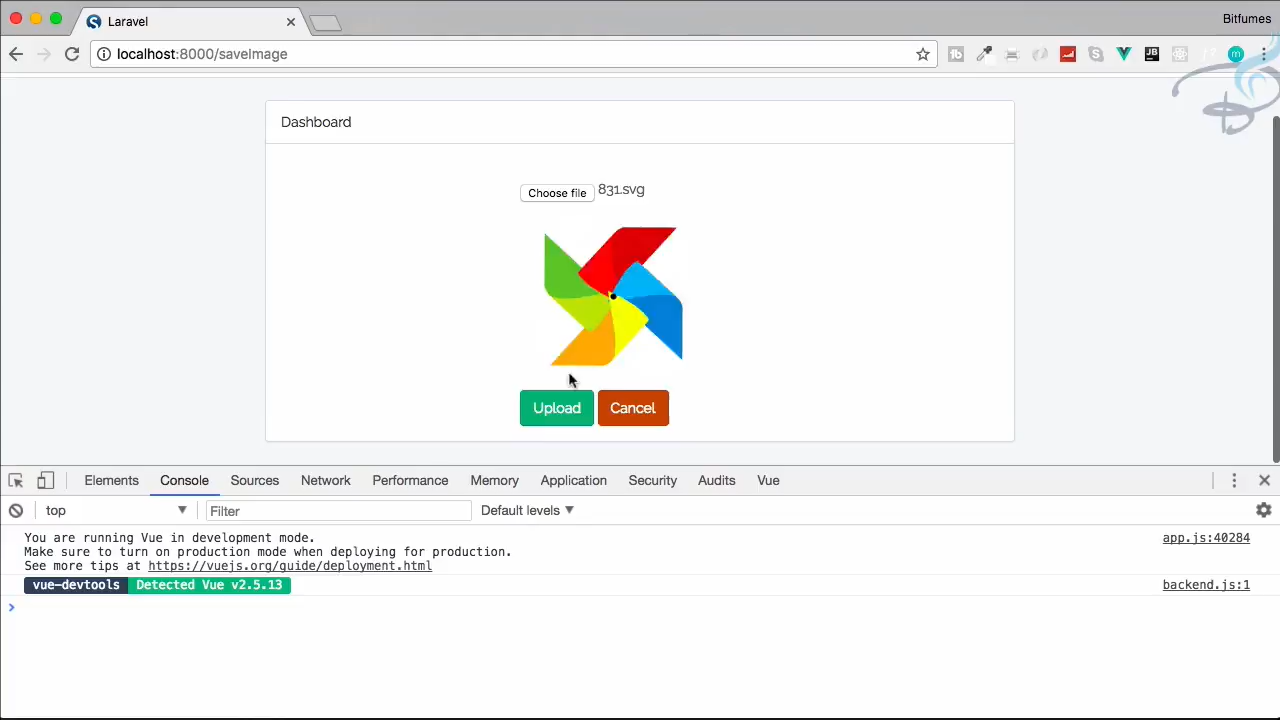 Laravel
Bitfumes
localhost:8000/saveImage
Dashboard
Choose file 831.svg
Upload Cancel
Elements Console Sources Network Performance Memory Application Security Audits Vue
top Filter Default levels
You are running Vue in development mode. app.js:40284
Make sure to turn on production mode when deploying for production.
See more tips at https://vuejs.org/guide/deployment.html
vue-devtools Detected Vue v2.5.13 backend.js:1